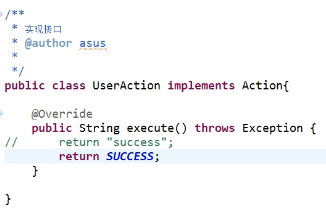 /**
 * 实现接口
 * @author asus
 *
 */
public class UserAction implements Action{
@Override
public String execute() throws Exception {
// return "success";
return SUCCESS;
}
}